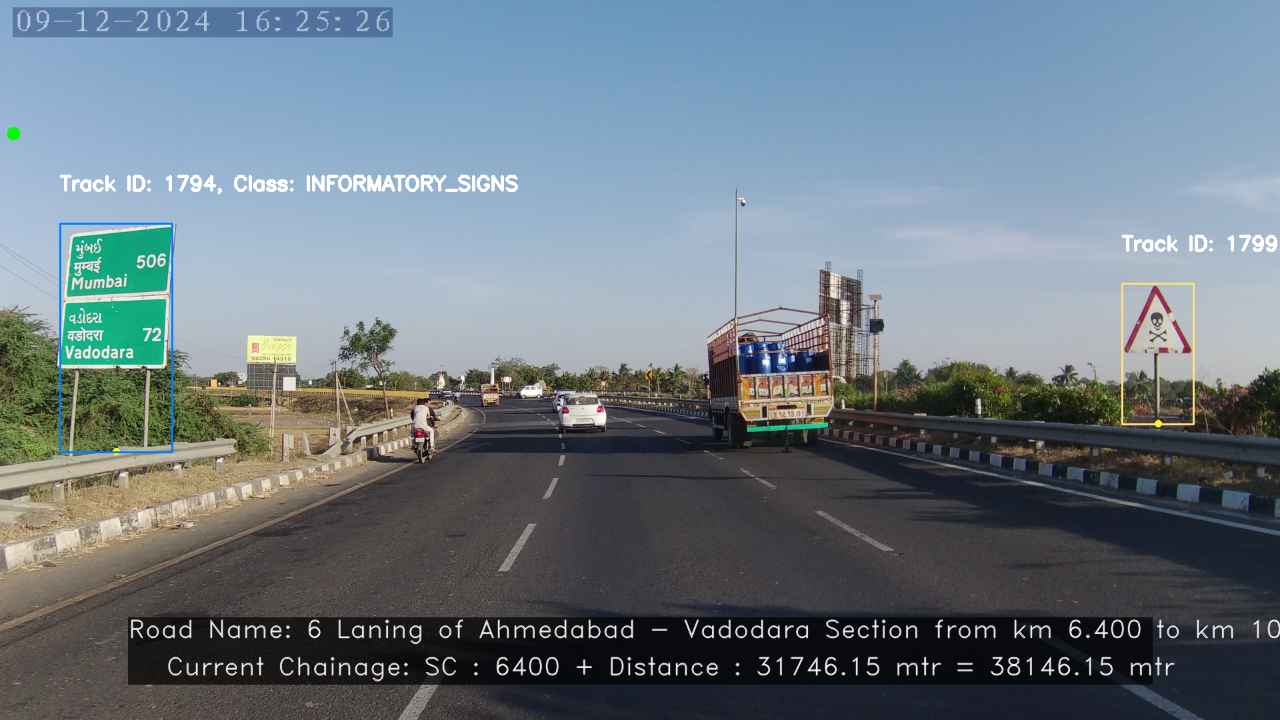 09-12-2024 16:25:26
Track ID: 1794, Class: INFORMATORY_SIGNS
મુંબઈ
मुम्बई 506
Mumbai
વડોદરા
वडोदरा 72
Vadodara
Track ID: 1799
Road Name: 6 Laning of Ahmedabad - Vadodara Section from km 6.400 to km 10
Current Chainage: SC : 6400 + Distance : 31746.15 mtr = 38146.15 mtr